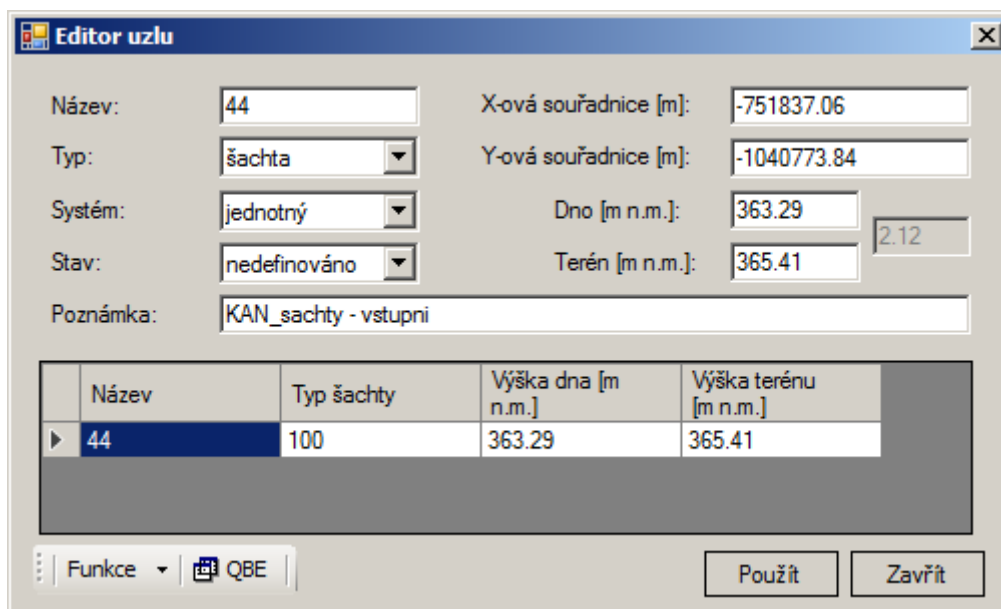 Editor uzlu
Název: 44 X-ová souřadnice [m]: -751837.06
Typ: šachta Y-ová souřadnice [m]: -1040773.84
Systém: jednotný Dno [m n.m.]: 363.29
2.12
Stav: nedefinováno Terén [m n.m.]: 365.41
Poznámka: KAN_sachty - vstupni
Název Typ šachty Výška dna [m n.m.] Výška terénu [m n.m.]
44 100 363.29 365.41
Funkce QBE Použít Zavřít